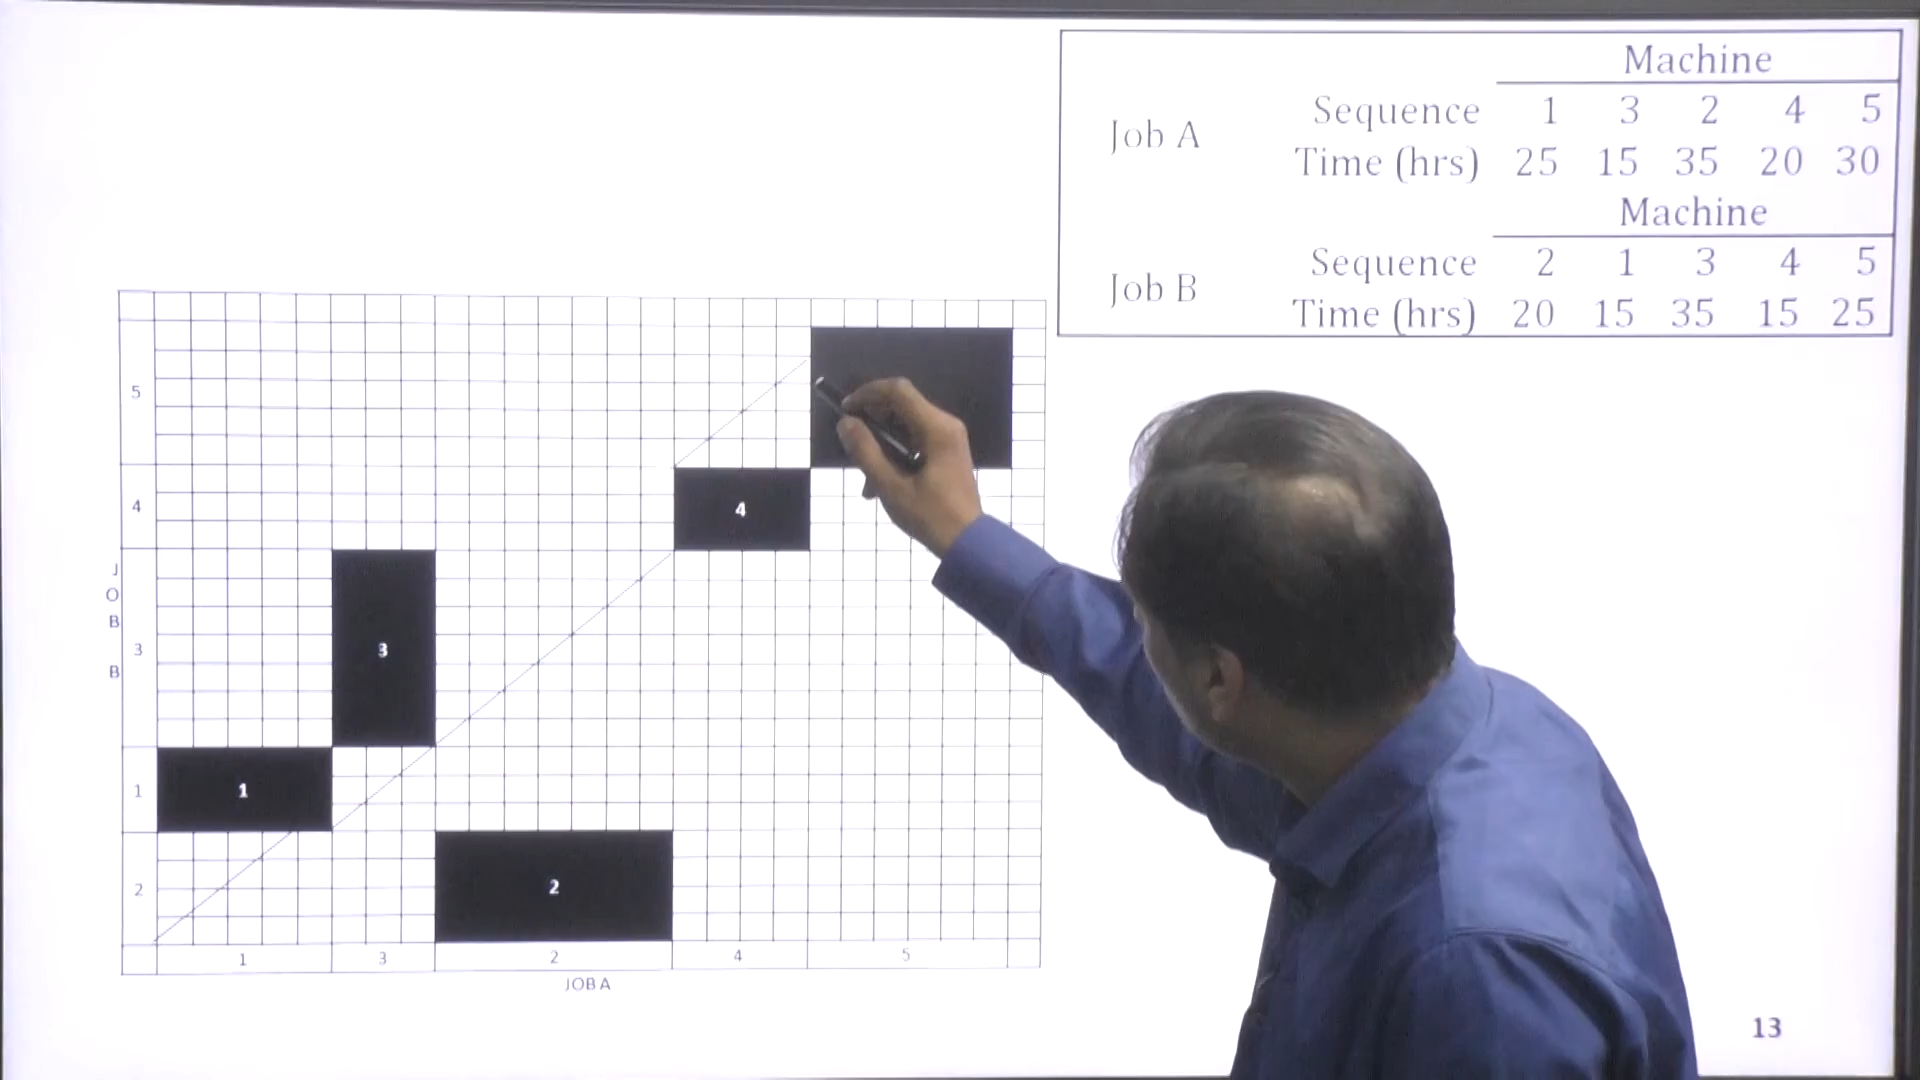 Machine
Job A
Sequence 1 3 2 4 5
Time (hrs) 25 15 35 20 30
Machine
Job B
Sequence 2 1 3 4 5
Time (hrs) 20 15 35 15 25
5
4
3
1
2
JOB B
4
3
1
2
1 3 2 4 5
JOB A
13